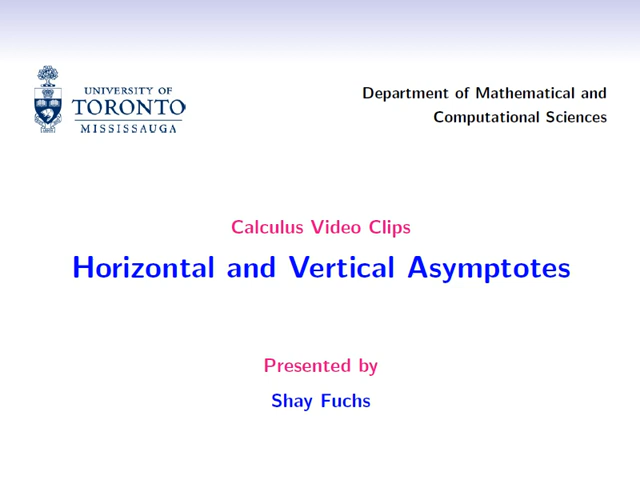 UNIVERSITY OF
TORONTO
MISSISSAUGA
Department of Mathematical and
Computational Sciences
Calculus Video Clips
Horizontal and Vertical Asymptotes
Presented by
Shay Fuchs